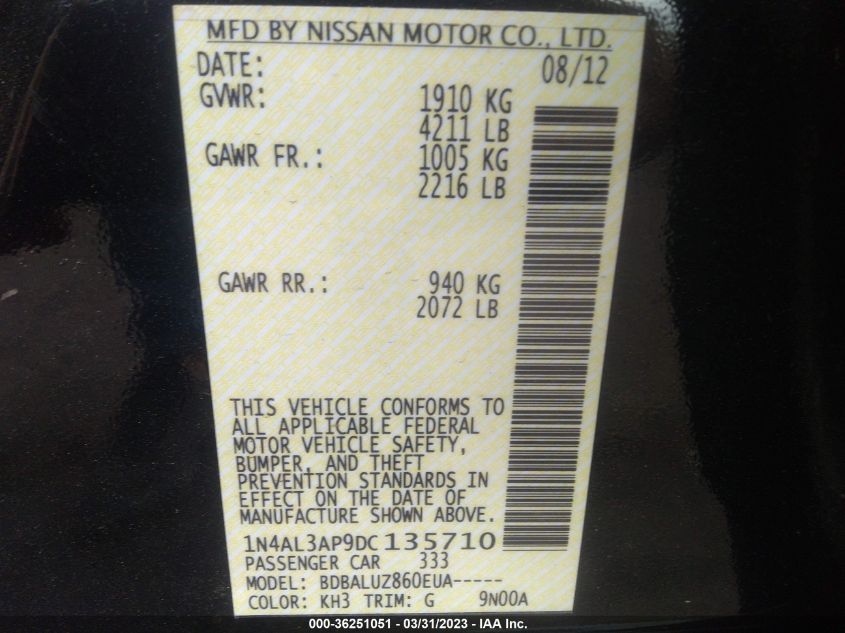 MFD BY NISSAN MOTOR CO., LTD.
DATE: 08/12
GVWR: 1910 KG
4211 LB
GAWR FR.: 1005 KG
2216 LB
GAWR RR.: 940 KG
2072 LB
THIS VEHICLE CONFORMS TO
ALL APPLICABLE FEDERAL
MOTOR VEHICLE SAFETY,
BUMPER, AND THEFT
PREVENTION STANDARDS IN
EFFECT ON THE DATE OF
MANUFACTURE SHOWN ABOVE.
1N4AL3AP9DC135710
PASSENGER CAR 333
MODEL: BDBALUZ860EUA-----
COLOR: KH3 TRIM: G 9N00A
000-36251051 - 03/31/2023 - IAA Inc.